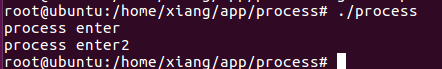 root@ubuntu:/home/xiang/app/process# ./process
process enter
process enter2
root@ubuntu:/home/xiang/app/process#